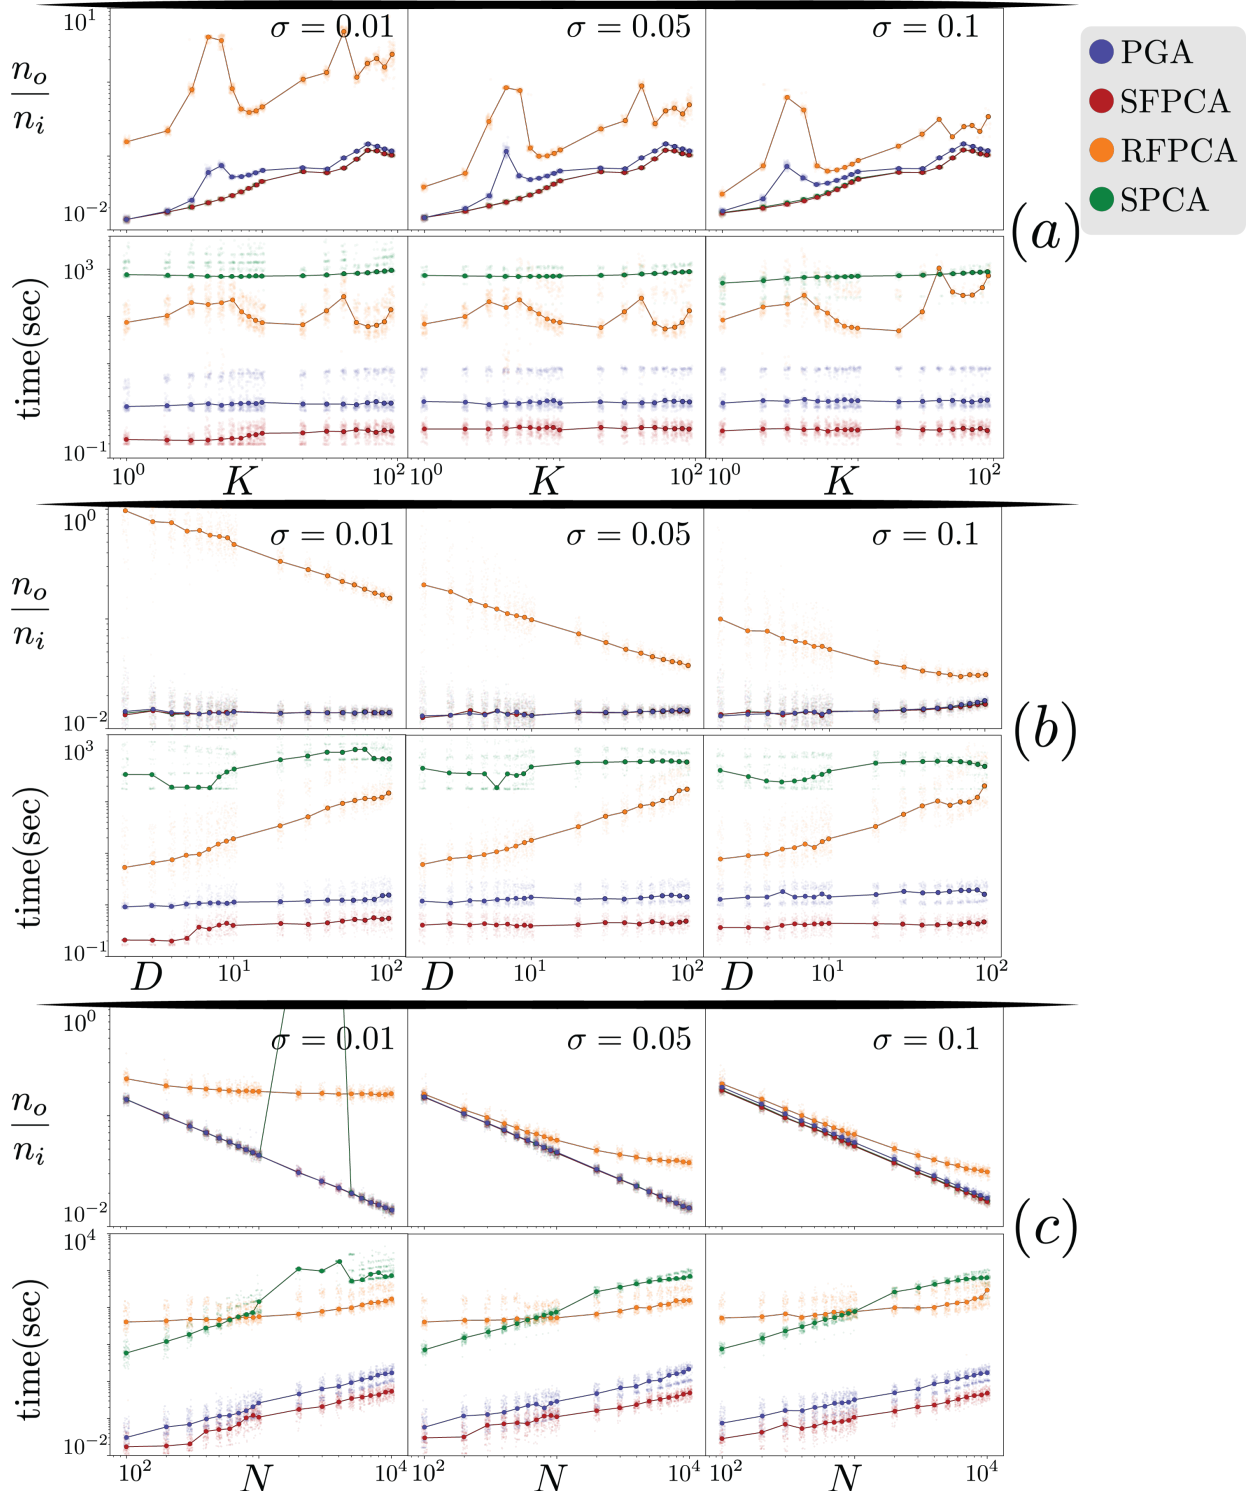 PGA
SFPCA
RFPCA
SPCA
σ = 0.01 σ = 0.05 σ = 0.1
10^1
n_o/n_i
10^-2
(a)
10^3
time(sec)
10^-1
10^0 K 10^2 10^0 K 10^2 10^0 K 10^2
σ = 0.01 σ = 0.05 σ = 0.1
10^0
n_o/n_i
10^-2
(b)
10^3
time(sec)
10^-1
D 10^1 10^2 D 10^1 10^2 D 10^1 10^2
σ = 0.01 σ = 0.05 σ = 0.1
10^0
n_o/n_i
10^-2
(c)
10^4
time(sec)
10^-2
10^2 N 10^4 10^2 N 10^4 10^2 N 10^4